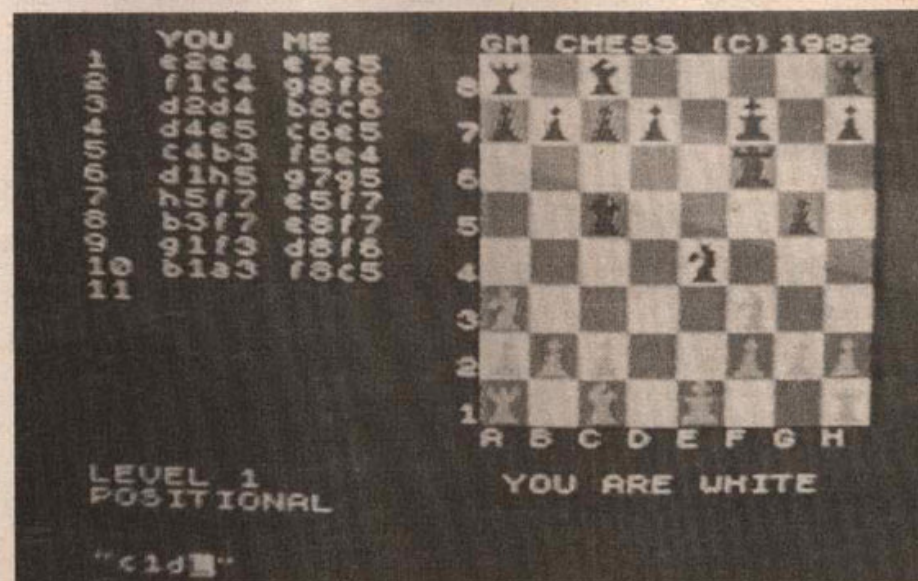 YOU ME
1 e2e4 e7e5
2 f1c4 g8f6
3 d2d4 b8c6
4 d4e5 c6e5
5 c4b3 f6e4
6 d1h5 g7g5
7 h5f7 e5f7
8 b3f7 e8f7
9 g1f3 d8f6
10 b1a3 f8c5
11
LEVEL 1
POSITIONAL
"c1d "
GM CHESS (C) 1982
8
7
6
5
4
3
2
1
A B C D E F G H
YOU ARE WHITE